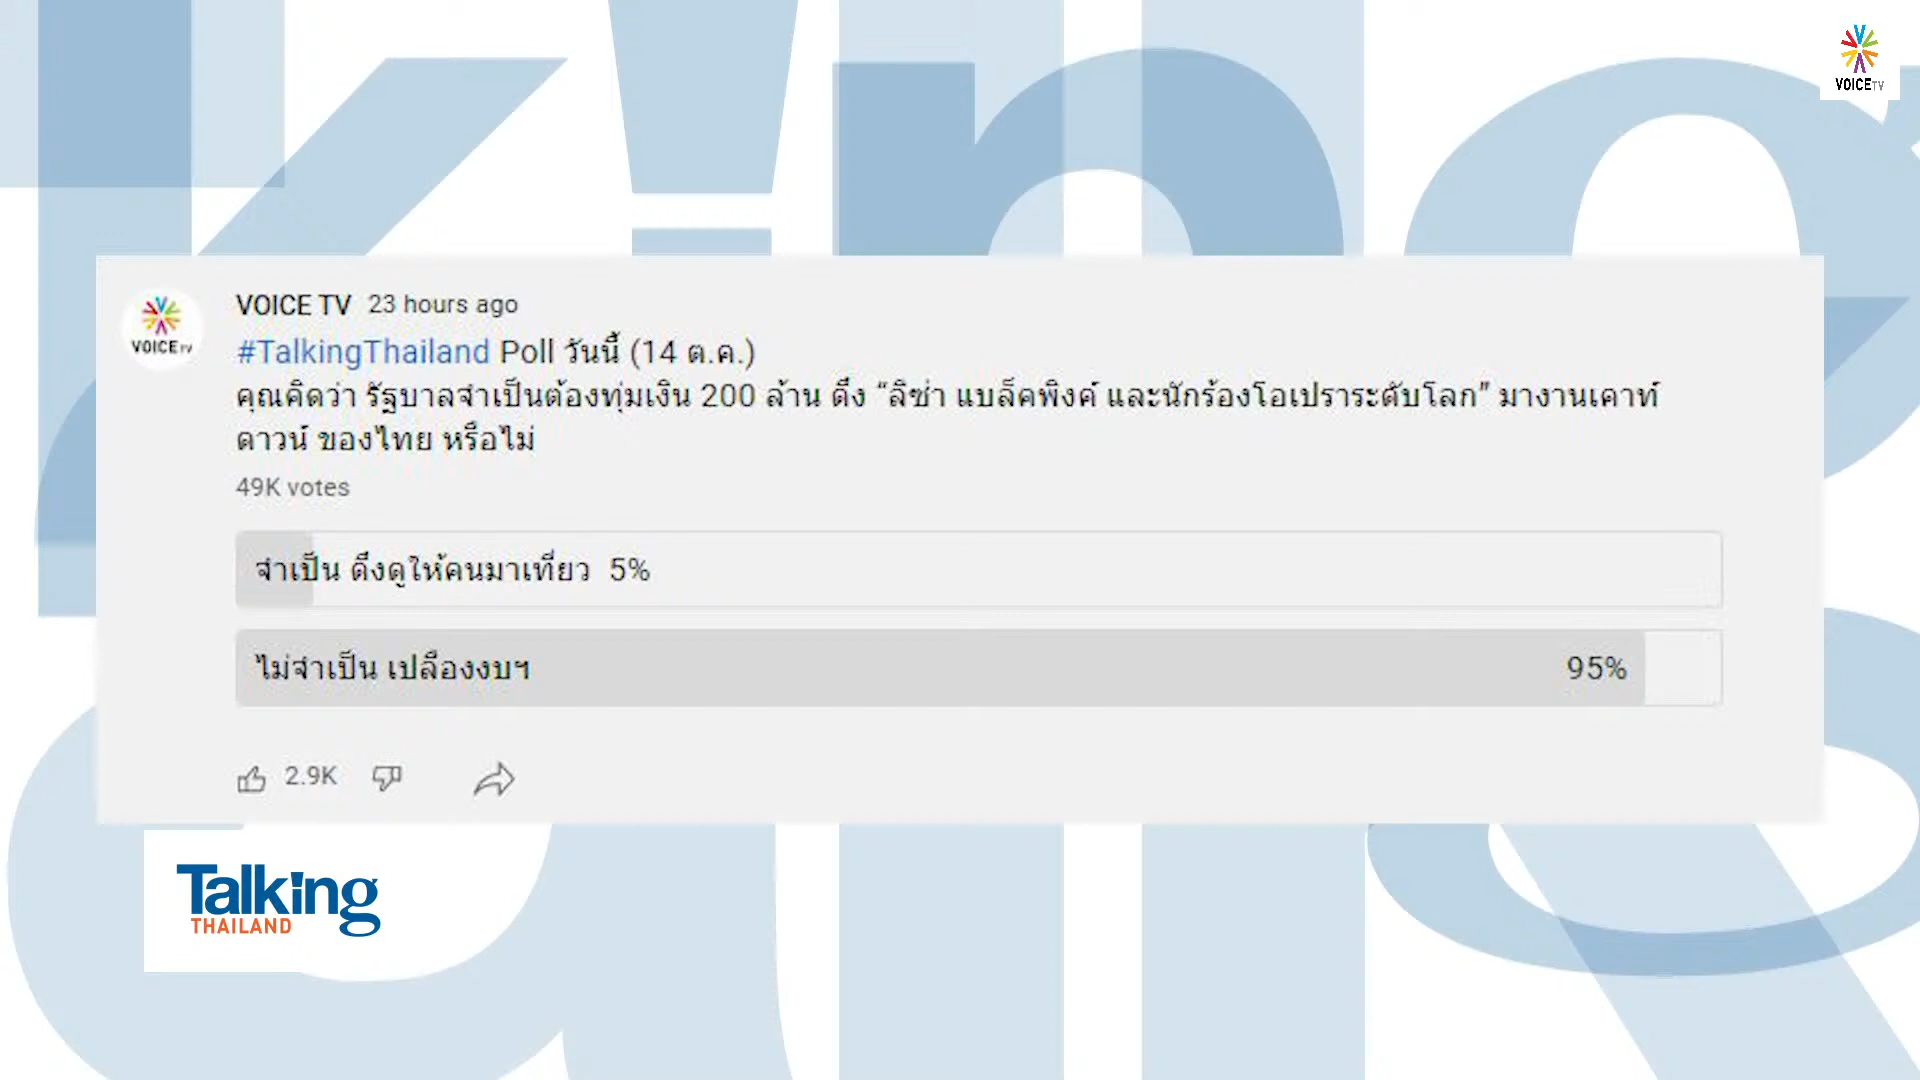 VOICE TV
VOICE TV 23 hours ago
VOICE TV
#TalkingThailand Poll วันนี้ (14 ต.ค.)
คุณคิดว่า รัฐบาลจำเป็นต้องทุ่มเงิน 200 ล้าน ดึง “ลิซ่า แบล็คพิงค์ และนักร้องโอเปราระดับโลก” มางานเคาท์
ดาวน์ ของไทย หรือไม่
49K votes
จำเป็น ดึงดูให้คนมาเที่ยว 5%
ไม่จำเป็น เปลืองงบฯ 95%
2.9K
Talking
THAILAND